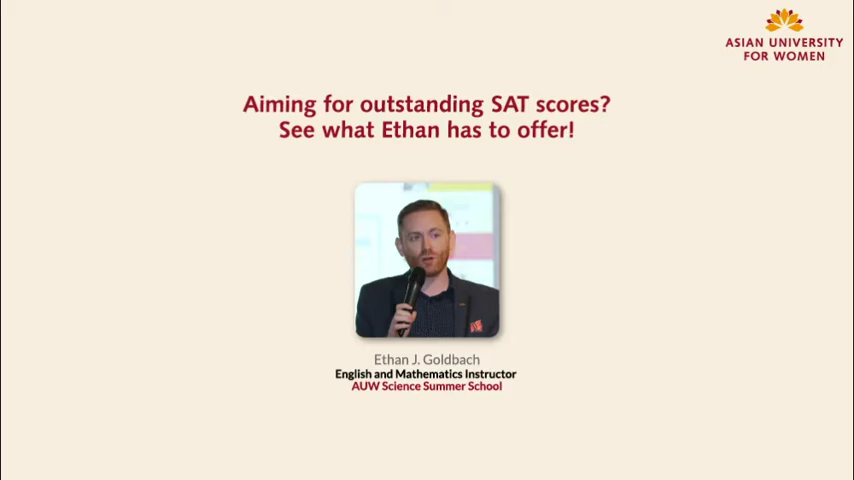 ASIAN UNIVERSITY
FOR WOMEN
Aiming for outstanding SAT scores?
See what Ethan has to offer!
Ethan J. Goldbach
English and Mathematics Instructor
AUW Science Summer School